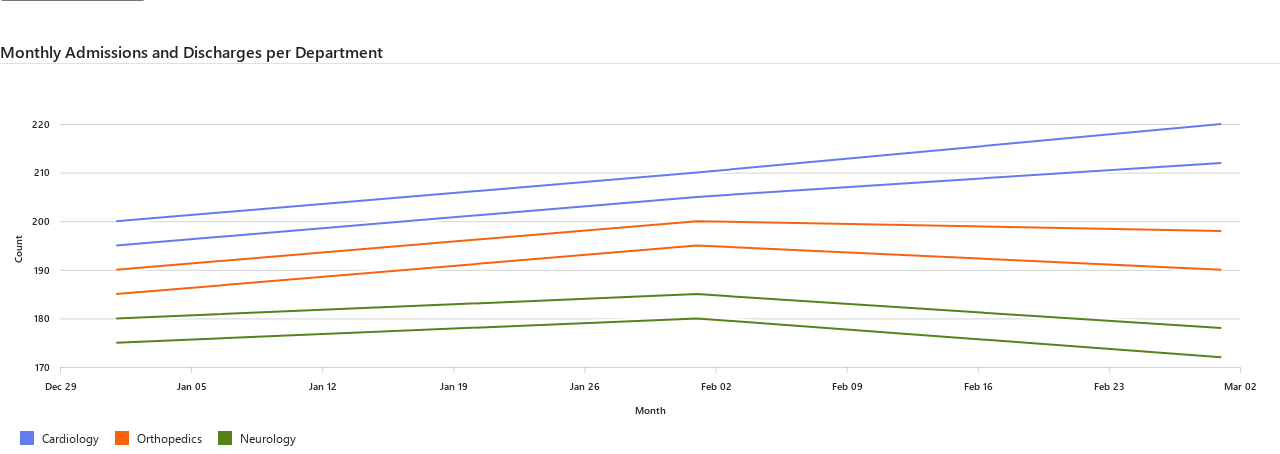 Monthly Admissions and Discharges per Department
220
210
200
190
180
170
Count
Dec 29 Jan 05 Jan 12 Jan 19 Jan 26 Feb 02 Feb 09 Feb 16 Feb 23 Mar 02
Month
Cardiology Orthopedics Neurology